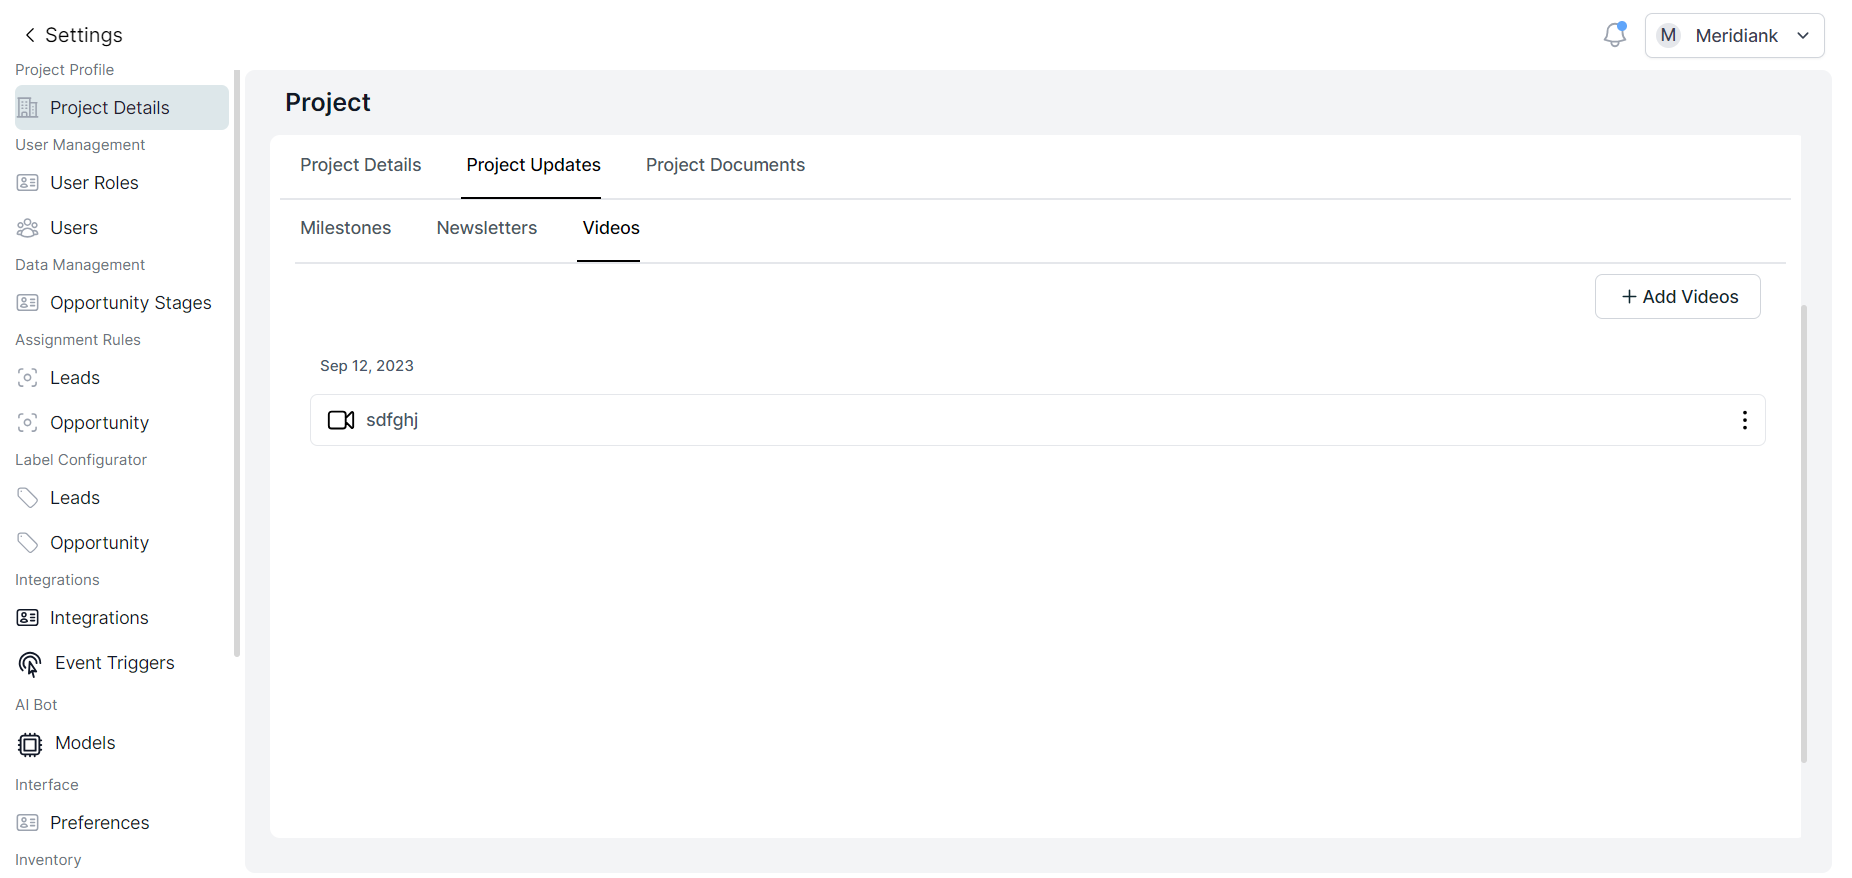 Settings
M Meridiank
Project Profile
Project Details
User Management
User Roles
Users
Data Management
Opportunity Stages
Assignment Rules
Leads
Opportunity
Label Configurator
Leads
Opportunity
Integrations
Integrations
Event Triggers
AI Bot
Models
Interface
Preferences
Inventory
Project
Project Details Project Updates Project Documents
Milestones Newsletters Videos
+ Add Videos
Sep 12, 2023
sdfghj